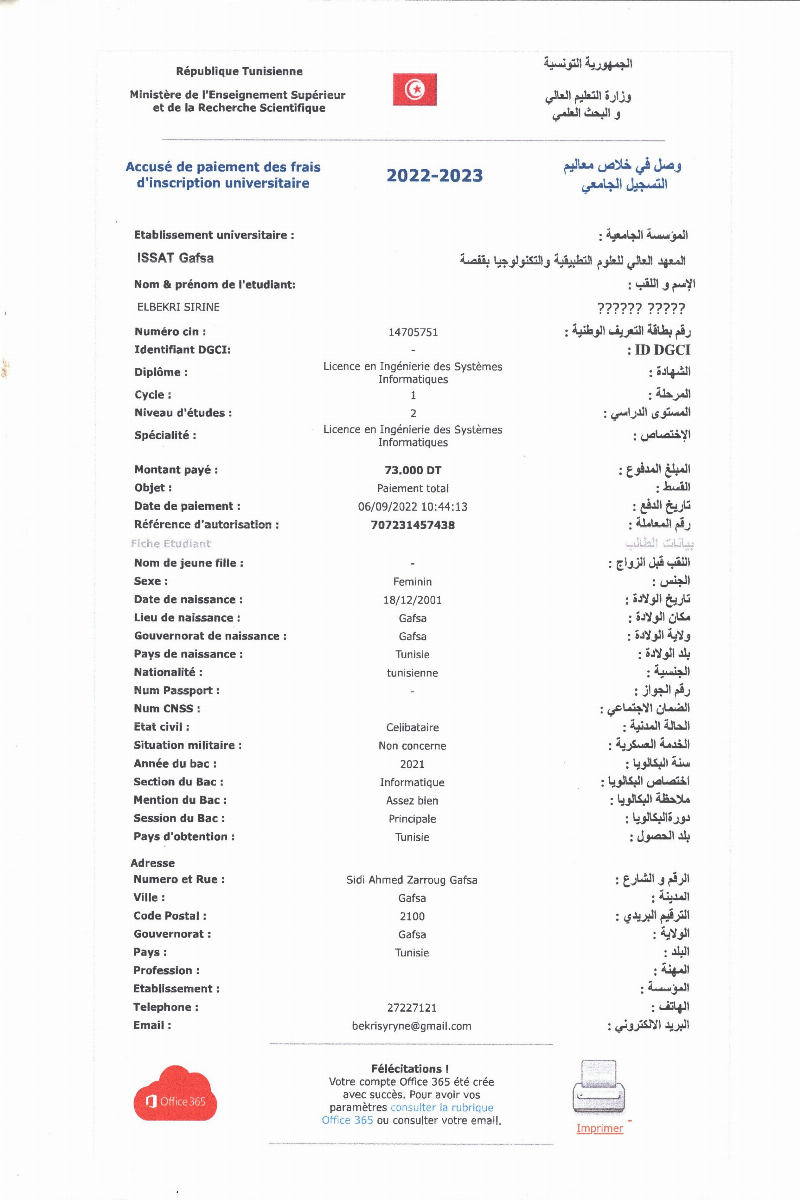 République Tunisienne
الجمهورية التونسية
Ministère de l'Enseignement Supérieur
et de la Recherche Scientifique
وزارة التعليم العالي
و البحث العلمي
Accusé de paiement des frais
d'inscription universitaire
2022-2023
وصل في خلاص معاليم
التسجيل الجامعي
Etablissement universitaire : المؤسسة الجامعية :
ISSAT Gafsa المعهد العالي للعلوم التطبيقية والتكنولوجيا بقفصة
Nom & prénom de l'etudiant: الإسم و اللقب :
ELBEKRI SIRINE ?????? ?????
Numéro cin : 14705751 رقم بطاقة التعريف الوطنية :
Identifiant DGCI: - : ID DGCI
Diplôme : Licence en Ingénierie des Systèmes الشهادة :
Informatiques
Cycle : 1 المرحلة :
Niveau d'études : 2 المستوى الدراسي :
Spécialité : Licence en Ingénierie des Systèmes الإختصاص :
Informatiques
Montant payé : 73.000 DT المبلغ المدفوع :
Objet : Paiement total القسط :
Date de paiement : 06/09/2022 10:44:13 تاريخ الدفع :
Référence d'autorisation : 707231457438 رقم المعاملة :
Fiche Etudiant بيانات الطالب
Nom de jeune fille : - اللقب قبل الزواج :
Sexe : Feminin الجنس :
Date de naissance : 18/12/2001 تاريخ الولادة :
Lieu de naissance : Gafsa مكان الولادة :
Gouvernorat de naissance : Gafsa ولاية الولادة :
Pays de naissance : Tunisie بلد الولادة :
Nationalité : tunisienne الجنسية :
Num Passport : - رقم الجواز :
Num CNSS : الضمان الاجتماعي :
Etat civil : Celibataire الحالة المدنية :
Situation militaire : Non concerne الخدمة العسكرية :
Année du bac : 2021 سنة البكالويا :
Section du Bac : Informatique اختصاص البكالويا :
Mention du Bac : Assez bien ملاحظة البكالويا :
Session du Bac : Principale دورةالبكالويا :
Pays d'obtention : Tunisie بلد الحصول :
Adresse
Numero et Rue : Sidi Ahmed Zarroug Gafsa الرقم و الشارع :
Ville : Gafsa المدينة :
Code Postal : 2100 الترقيم البريدي :
Gouvernorat : Gafsa الولاية :
Pays : Tunisie البلد :
Profession : المهنة :
Etablissement : المؤسسة :
Telephone : 27227121 الهاتف :
Email : bekrisyryne@gmail.com البريد الالكتروني :
Félécitations !
Votre compte Office 365 été crée
avec succès. Pour avoir vos
paramètres consulter la rubrique
Office 365 ou consulter votre email.
Office 365
Imprimer